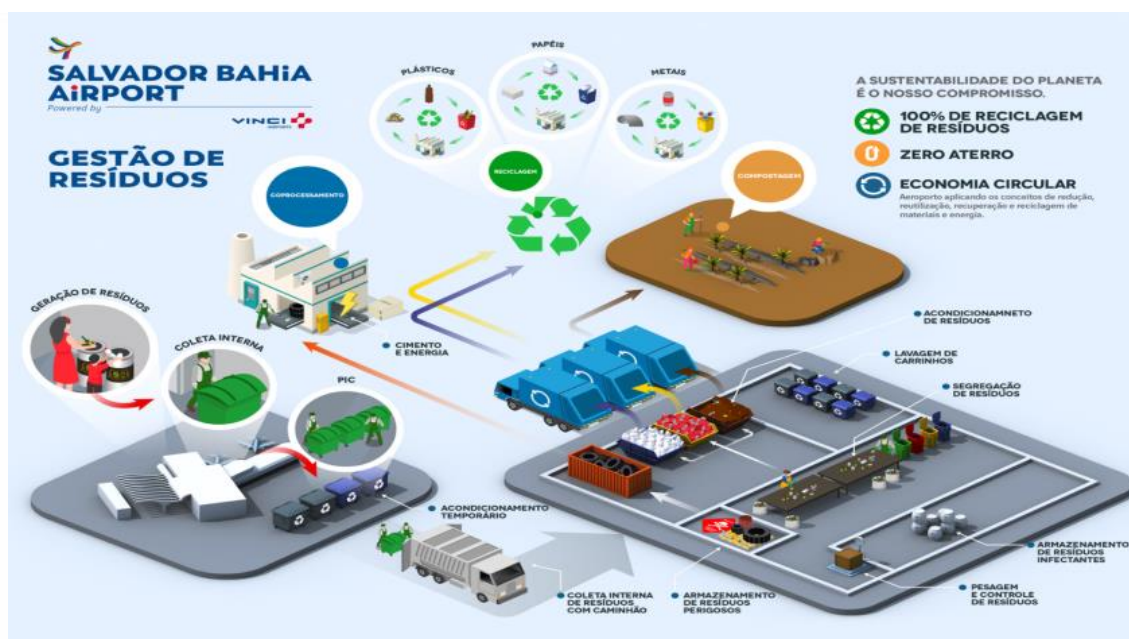 SALVADOR BAHiA
AiRPORT
Powered by
VINCI
AIRPORTS
GESTÃO DE
RESÍDUOS
PLÁSTICOS
PAPÉIS
METAIS
RECICLAGEM
COPROCESSAMENTO
COMPOSTAGEM
A SUSTENTABILIDADE DO PLANETA
É O NOSSO COMPROMISSO.
100% DE RECICLAGEM
DE RESÍDUOS
ZERO ATERRO
ECONOMIA CIRCULAR
Aeroporto aplicando os conceitos de redução,
reutilização, recuperação e reciclagem de
materiais e energia.
GERAÇÃO DE RESÍDUOS
COLETA INTERNA
PIC
CIMENTO
E ENERGIA
ACONDICIONAMNETO
DE RESÍDUOS
LAVAGEM DE
CARRINHOS
SEGREGAÇÃO
DE RESÍDUOS
ACONDICIONAMENTO
TEMPORÁRIO
COLETA INTERNA
DE RESÍDUOS
COM CAMINHÃO
ARMAZENAMENTO
DE RESÍDUOS
PERIGOSOS
ARMAZENAMENTO
DE RESÍDUOS
INFECTANTES
PESAGEM
E CONTROLE
DE RESÍDUOS